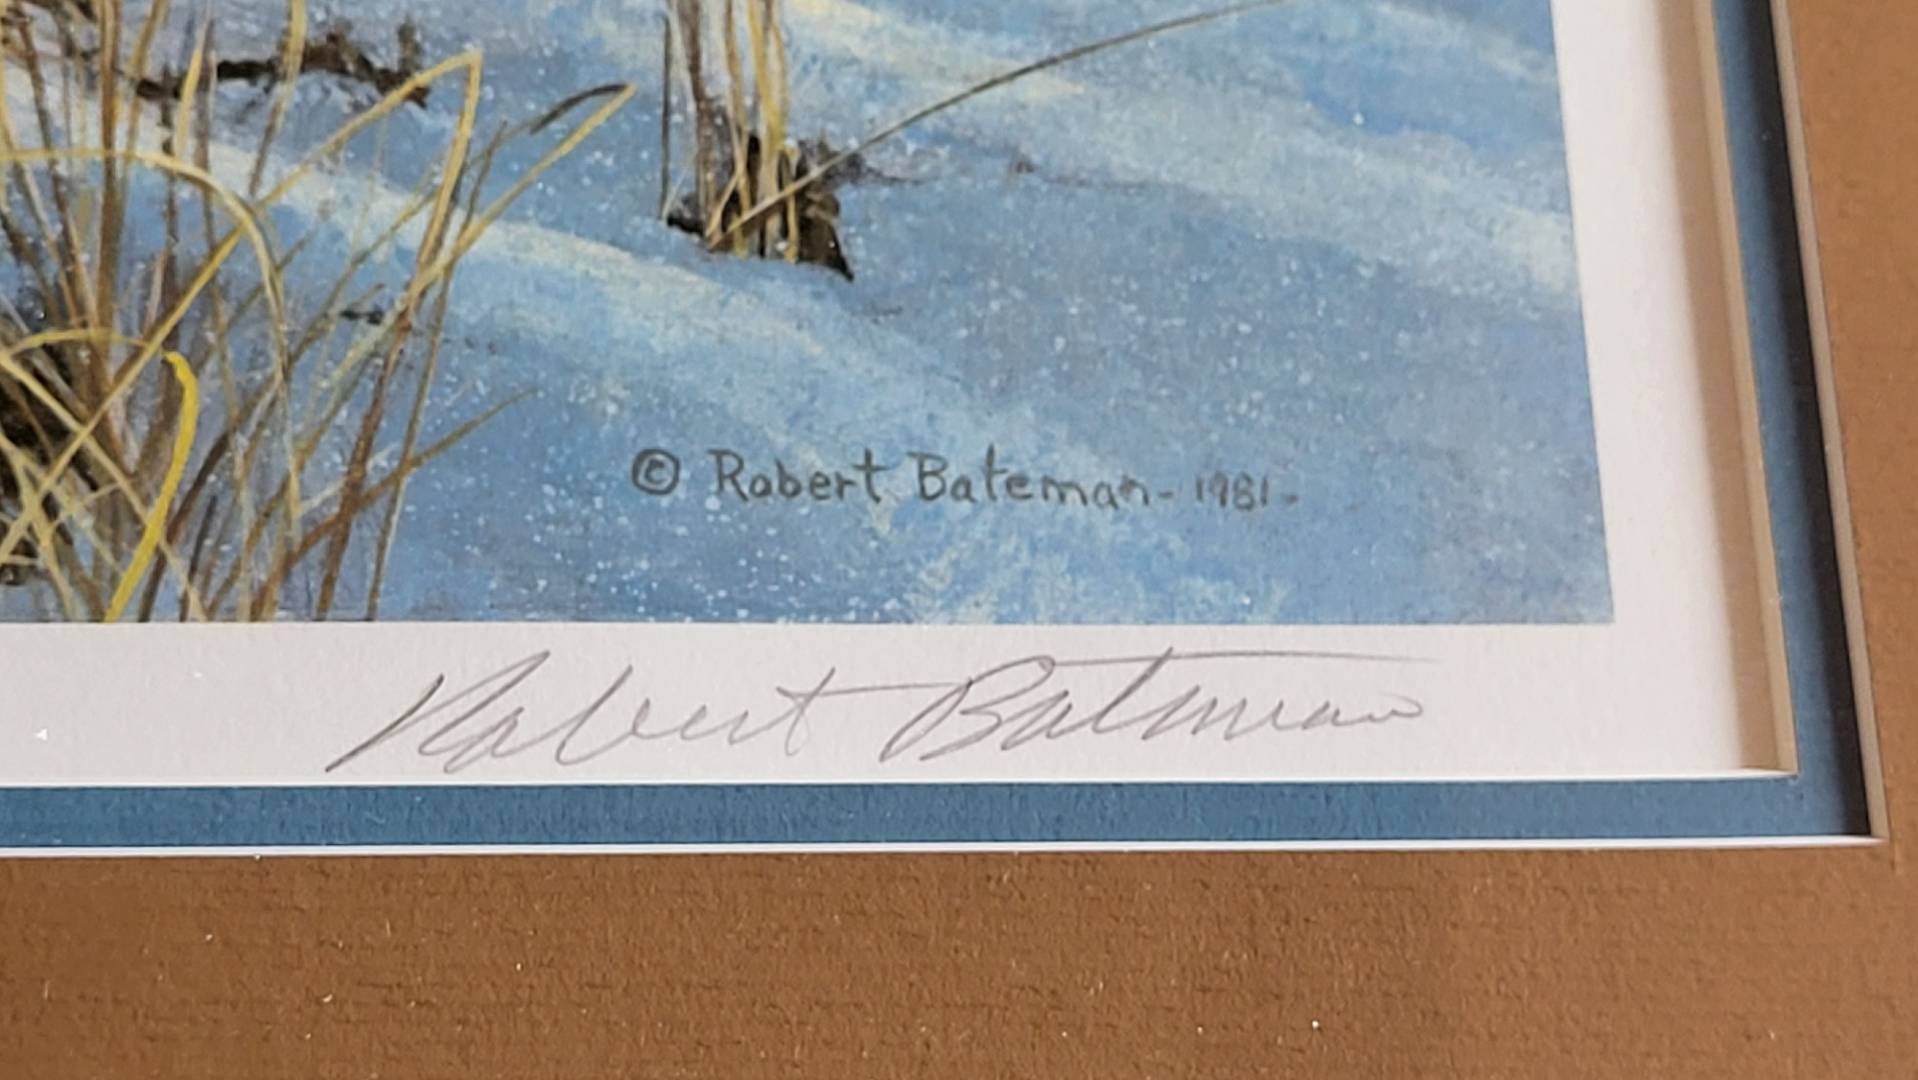 © Robert Bateman - 1981 -
Robert Bateman